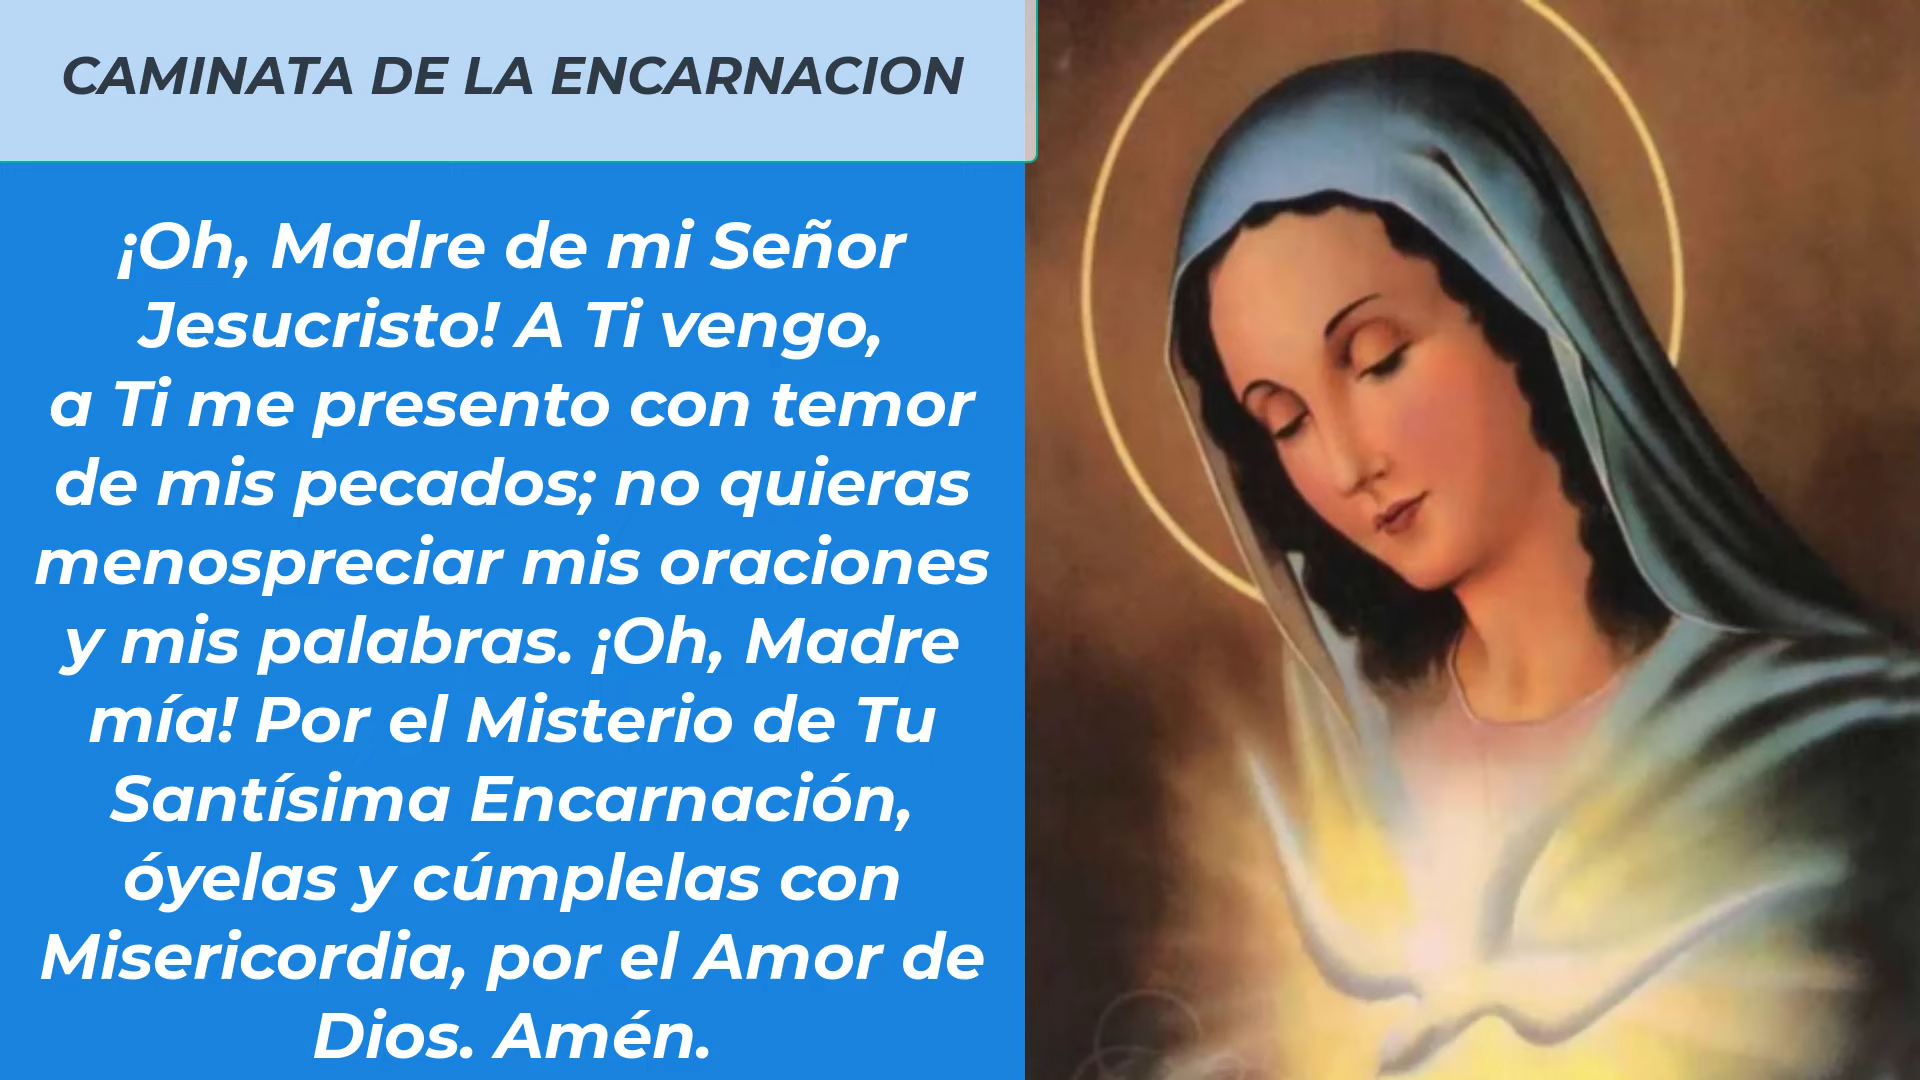 CAMINATA DE LA ENCARNACION
¡Oh, Madre de mi Señor
Jesucristo! A Ti vengo,
a Ti me presento con temor
de mis pecados; no quieras
menospreciar mis oraciones
y mis palabras. ¡Oh, Madre
mía! Por el Misterio de Tu
Santísima Encarnación,
óyelas y cúmplelas con
Misericordia, por el Amor de
Dios. Amén.